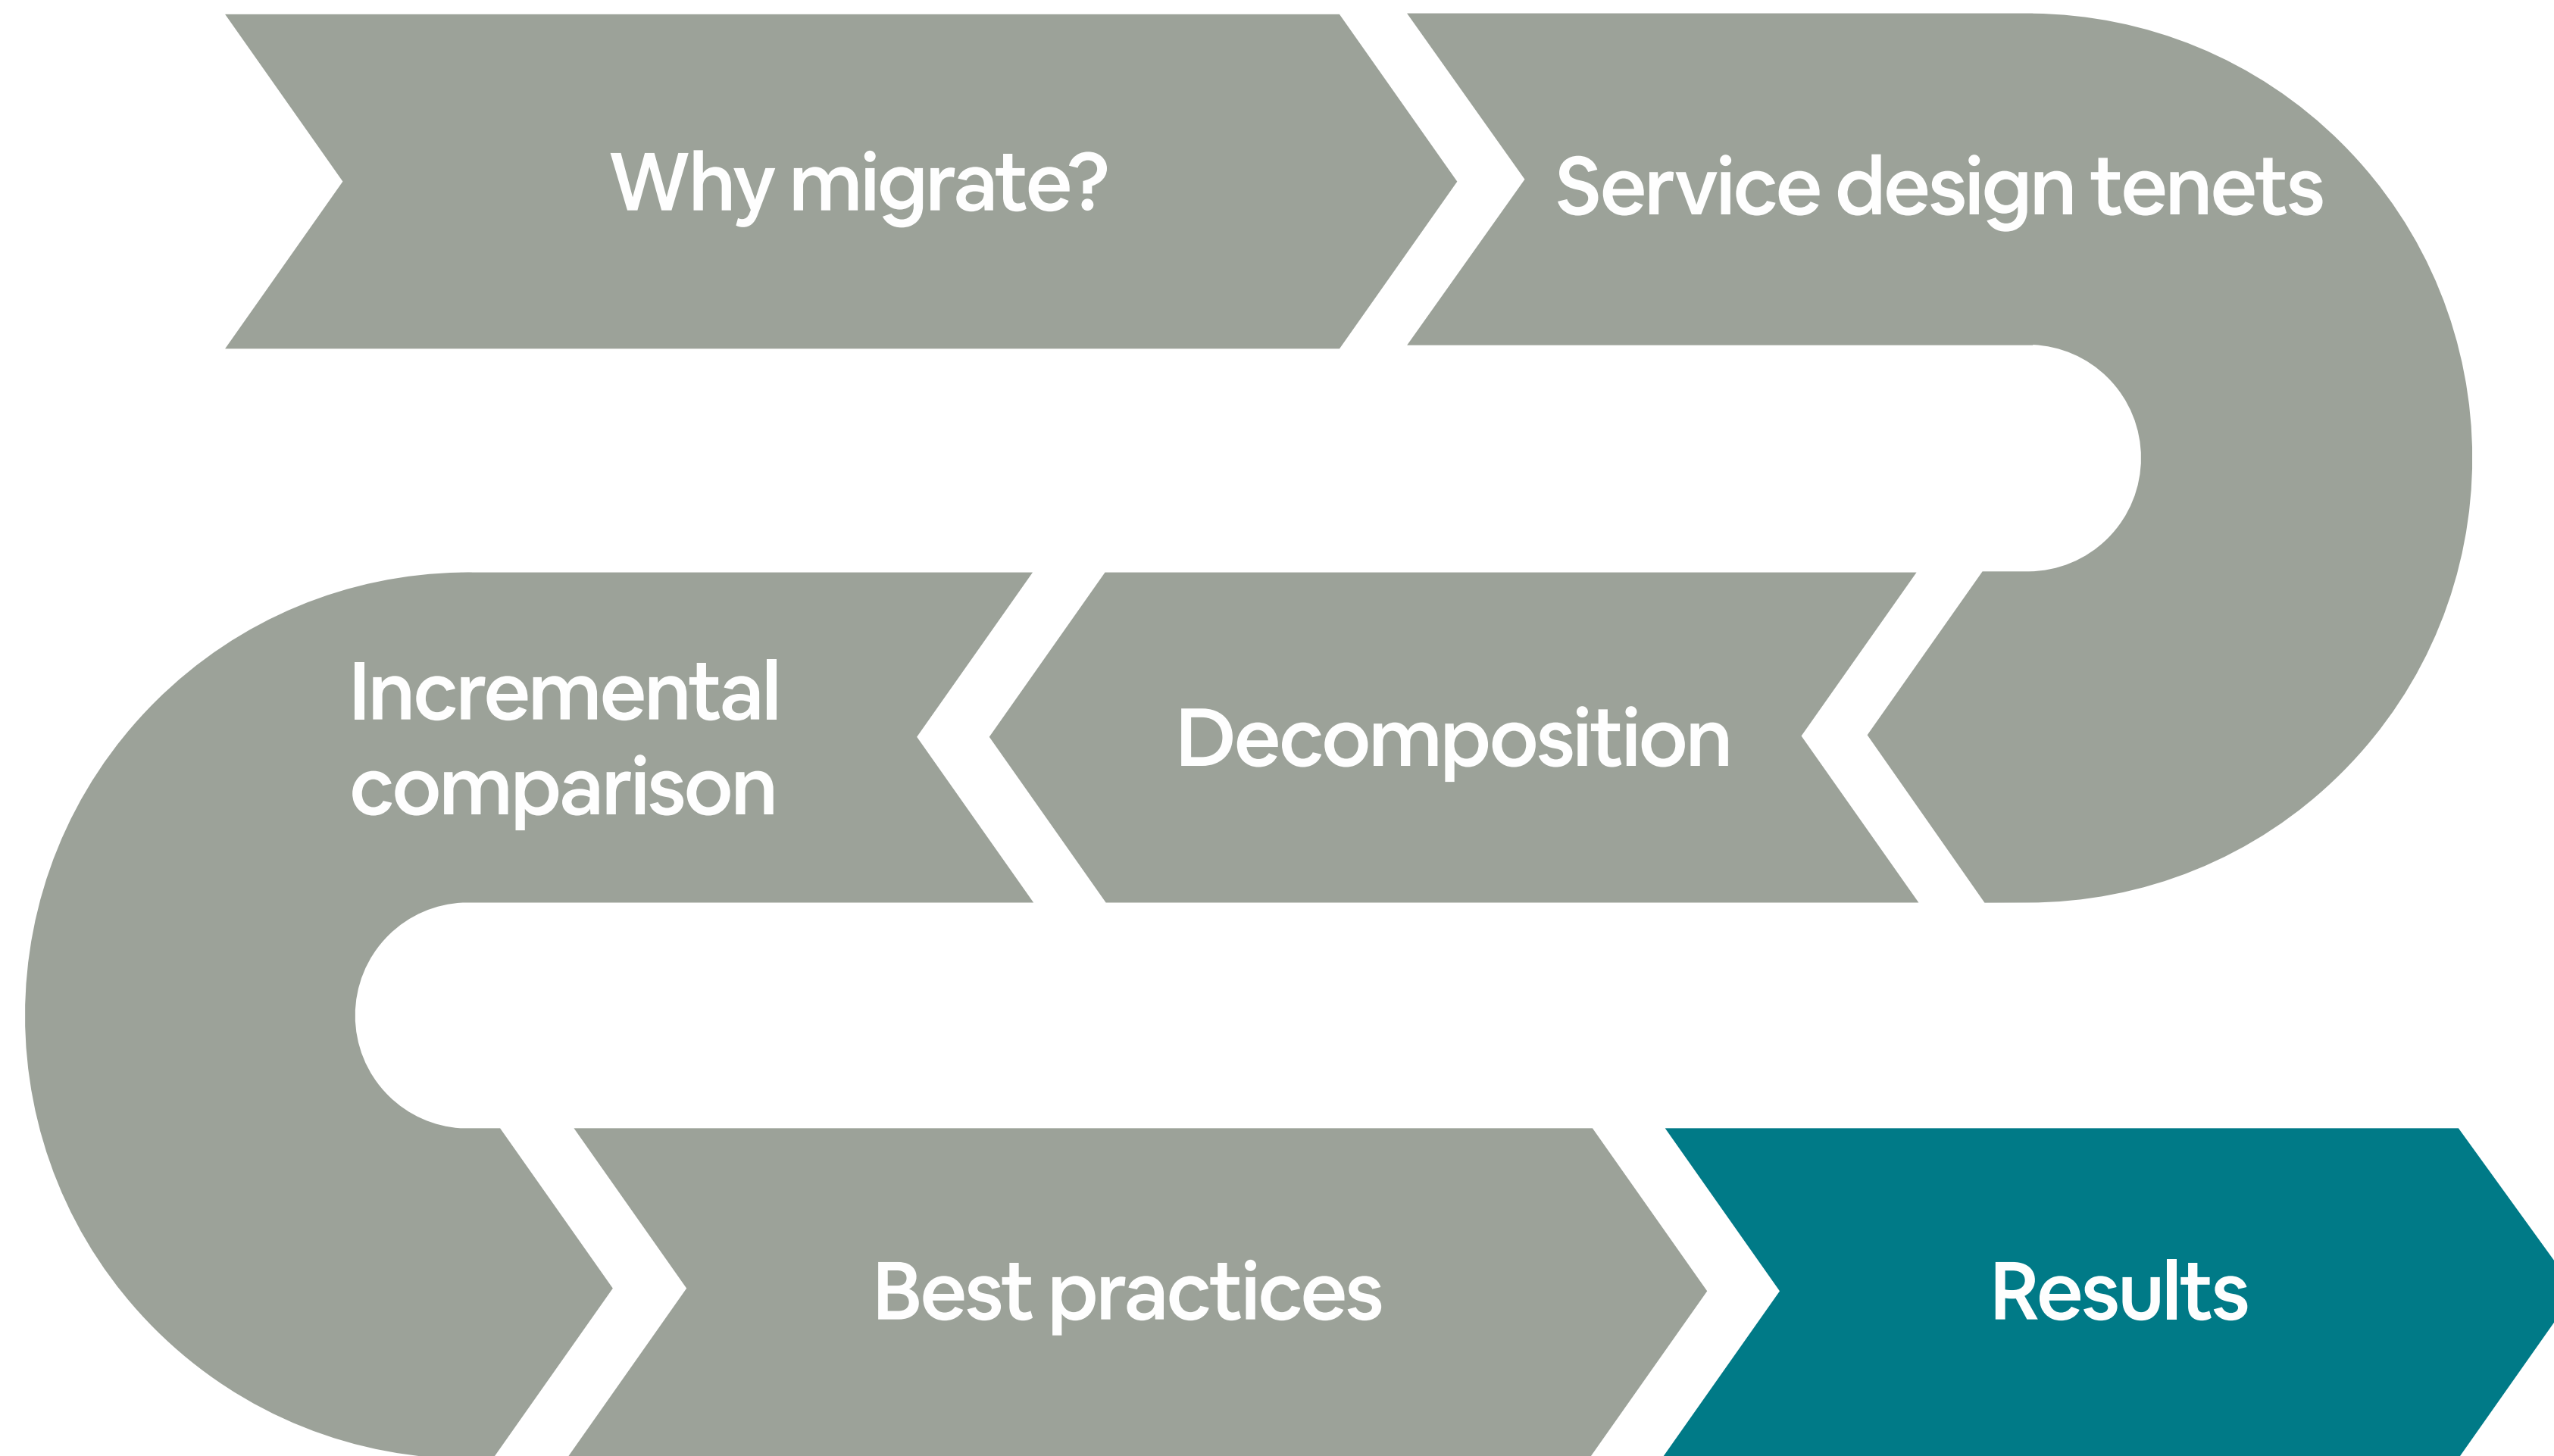 Why migrate?
Service design tenets
Decomposition
Incremental
comparison
Best practices
Results